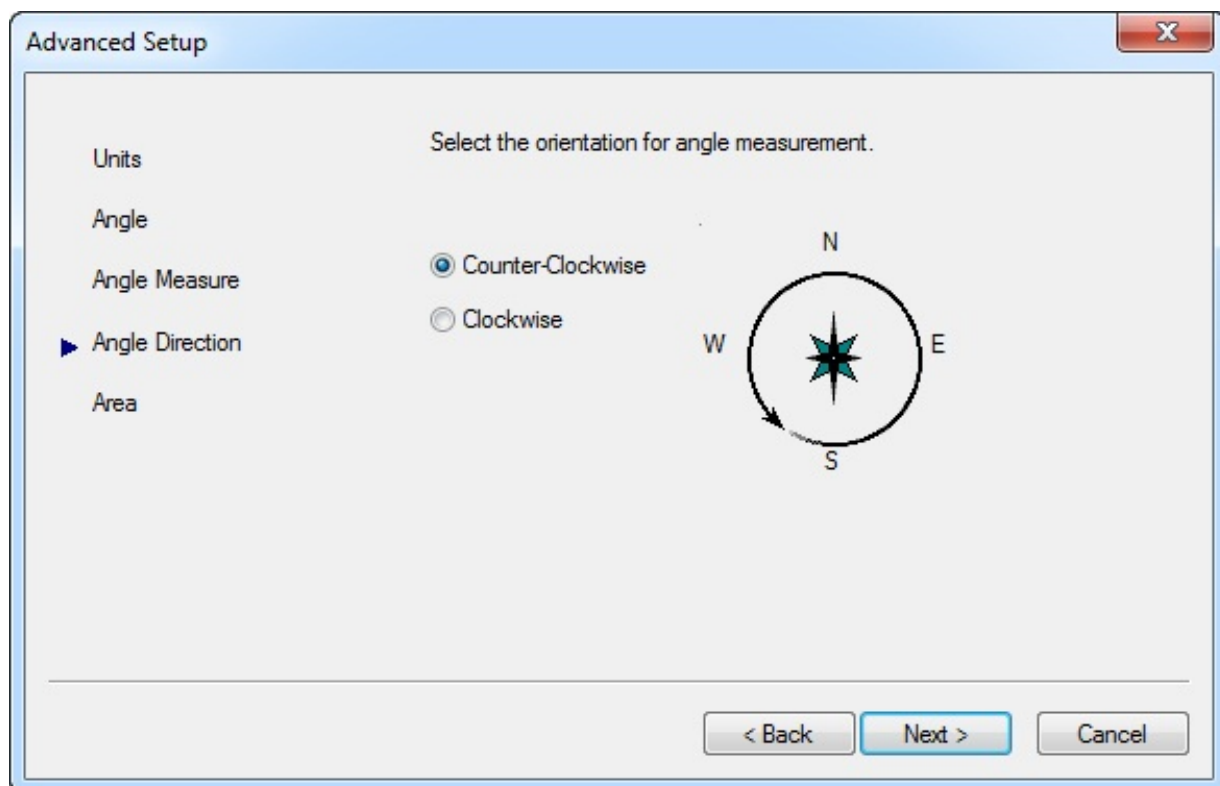 Advanced Setup
Units
Angle
Angle Measure
Angle Direction
Area
Select the orientation for angle measurement.
Counter-Clockwise
Clockwise
N
W
E
S
< Back
Next >
Cancel